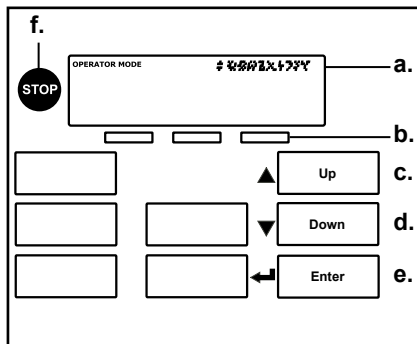 f.
OPERATOR MODE
a.
STOP
b.
Up
c.
Down
d.
Enter
e.